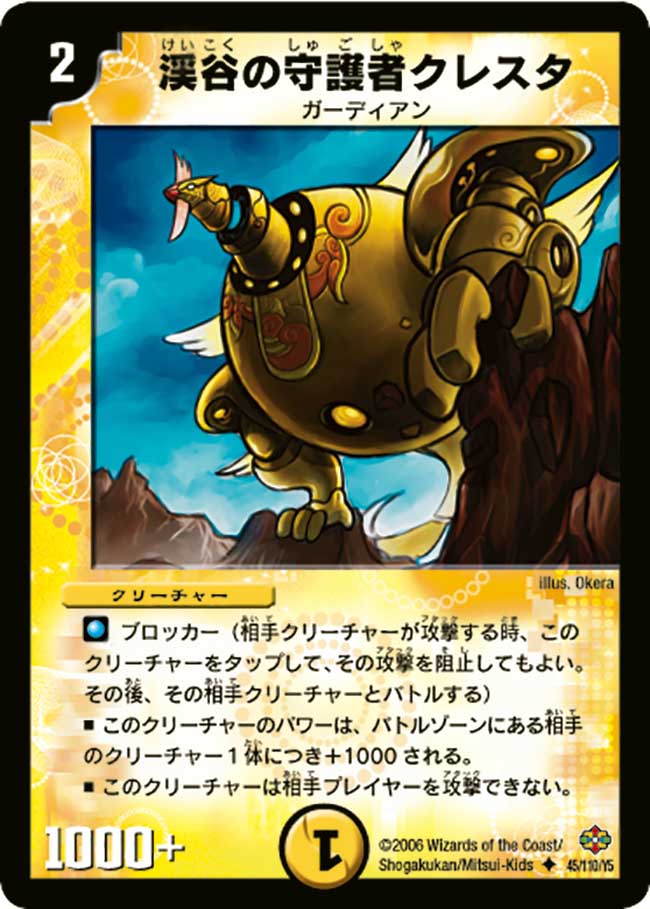 2
けいこく しゅごしゃ
渓谷の守護者クレスタ
ガーディアン
illus. Okera
クリーチャー
ブロッカー（相手クリーチャーが攻撃する時、この
クリーチャーをタップして、その攻撃を阻止してもよい。
その後、その相手クリーチャーとバトルする）
■ このクリーチャーのパワーは、バトルゾーンにある相手
のクリーチャー１体につき＋1000 される。
■ このクリーチャーは相手プレイヤーを攻撃できない。
1000+
1
©2006 Wizards of the Coast/
Shogakukan/Mitsui-Kids 45/110/Y5